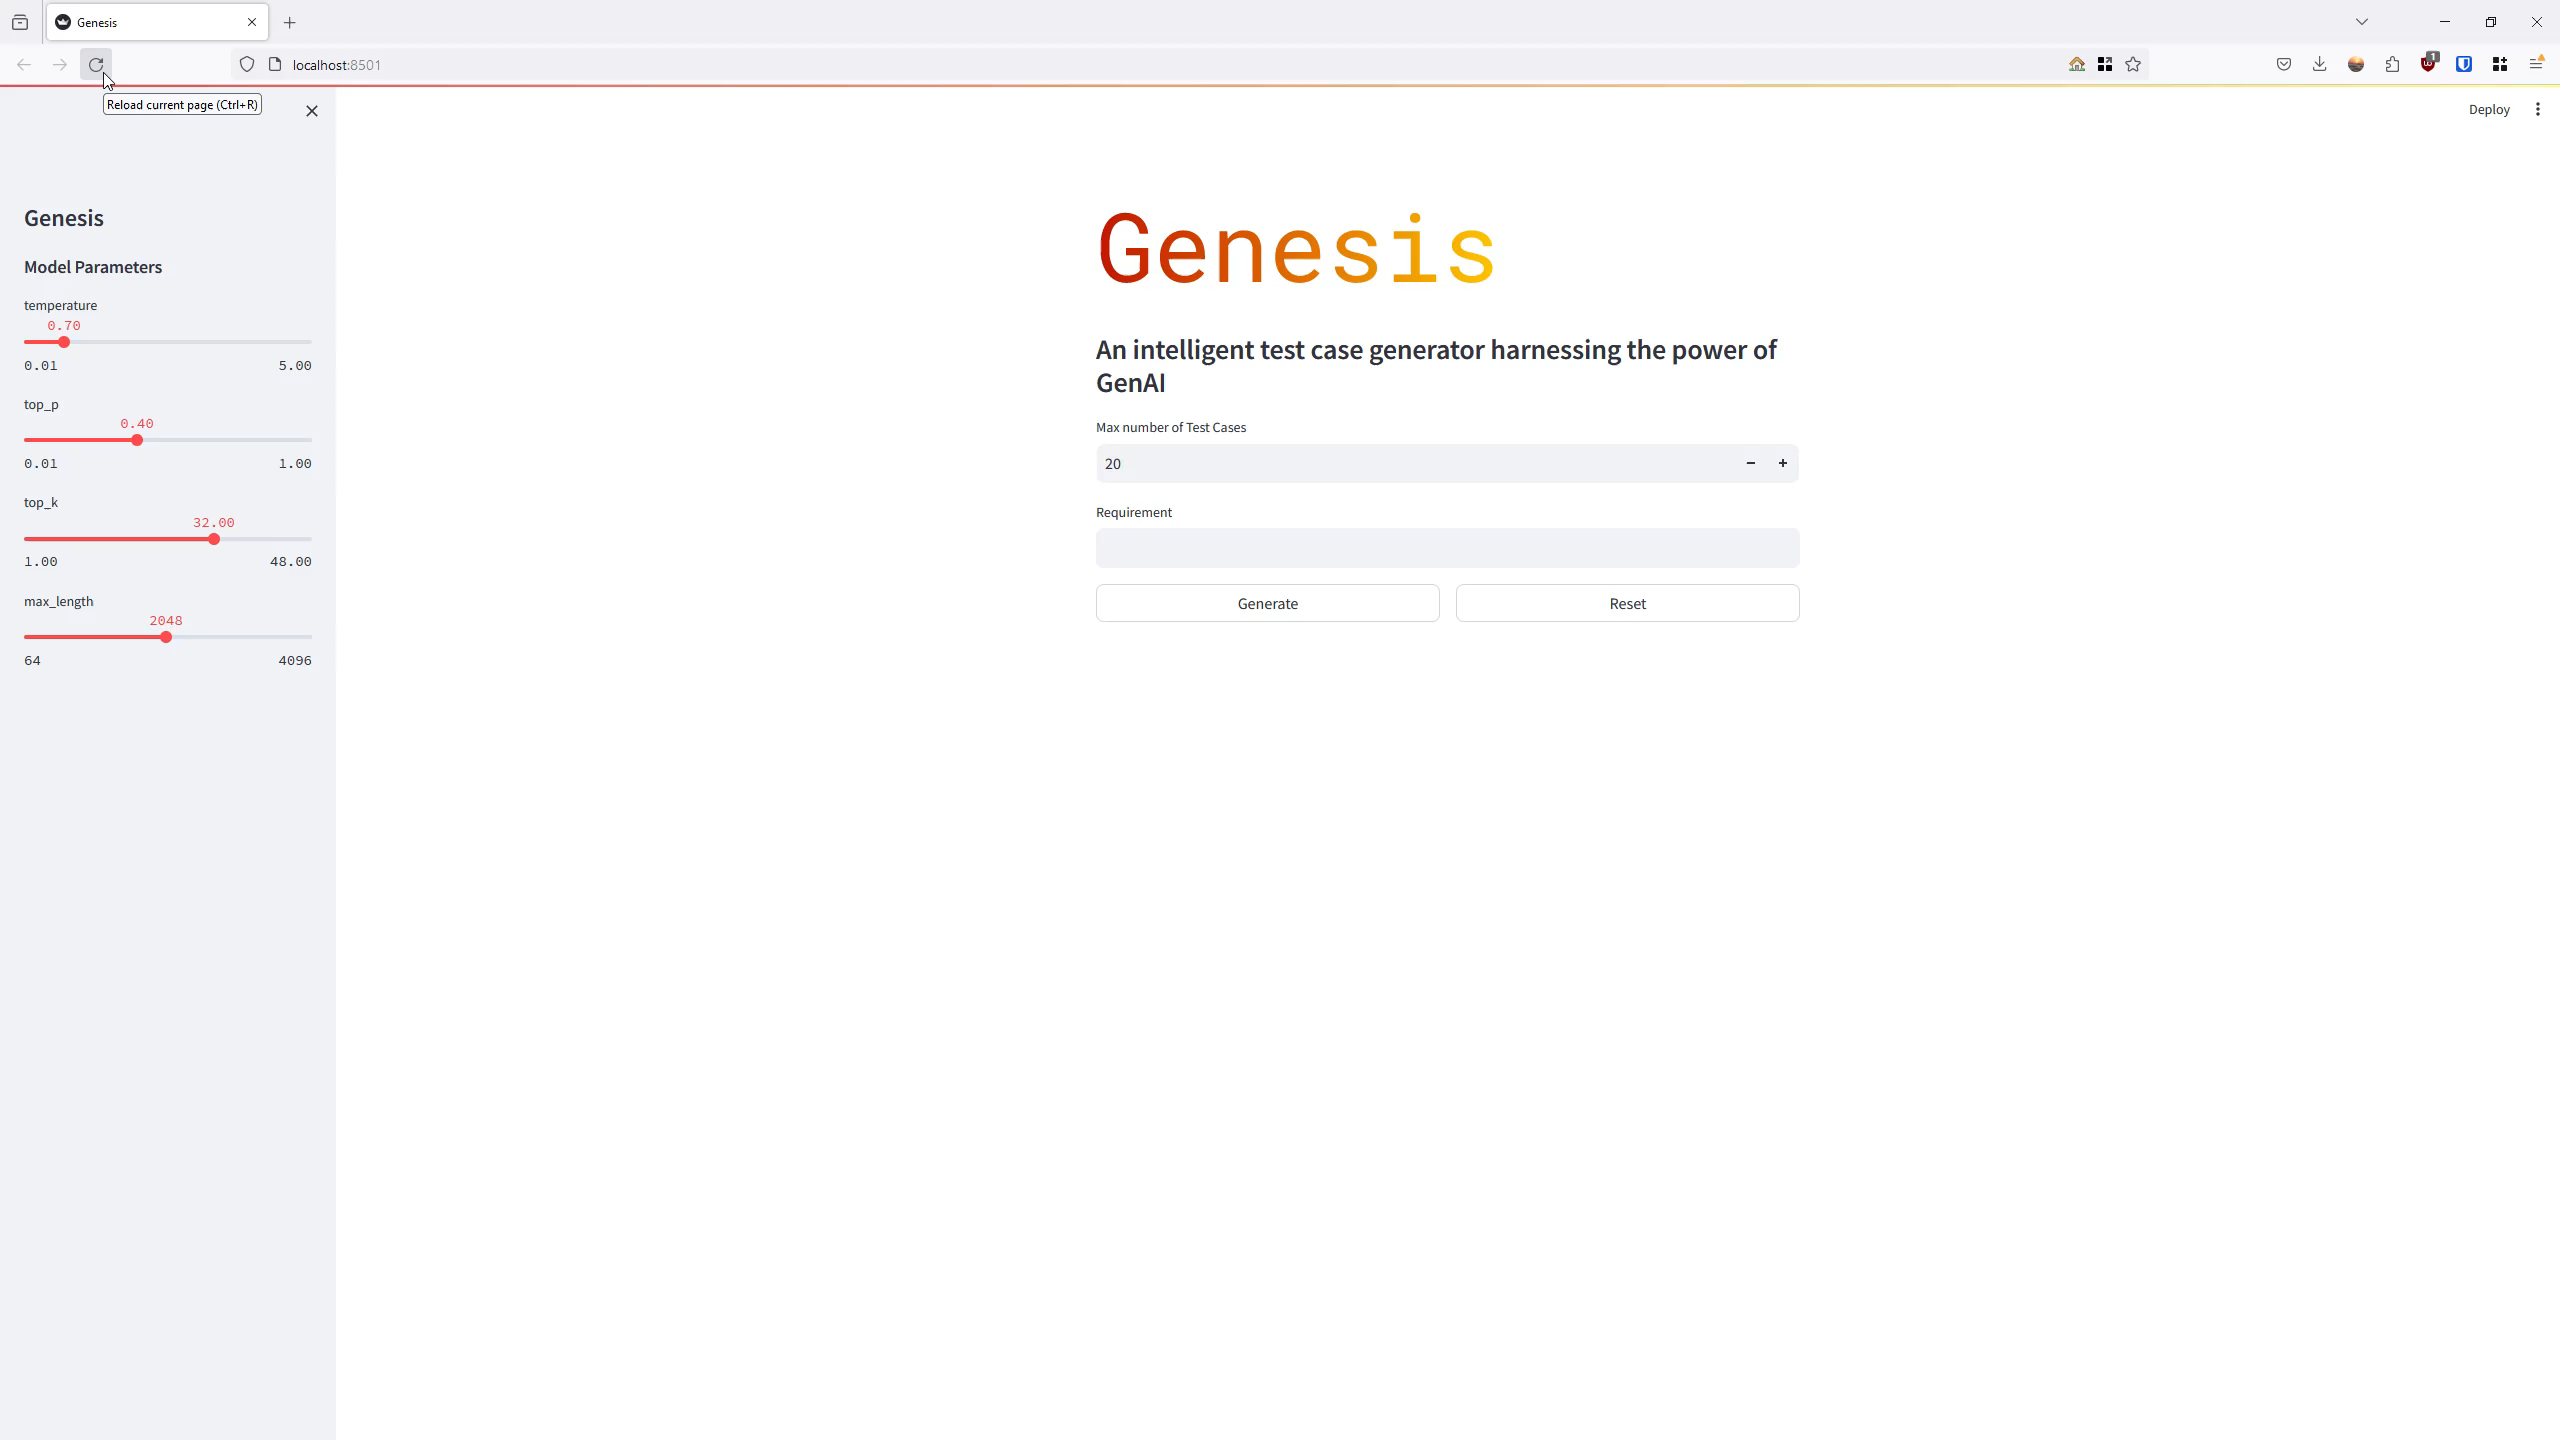 Genesis
localhost:8501
1
Reload current page (Ctrl+R)
Deploy
Genesis
Model Parameters
temperature
0.70
0.01 5.00
top_p
0.40
0.01 1.00
top_k
32.00
1.00 48.00
max_length
2048
64 4096
Genesis
An intelligent test case generator harnessing the power of
GenAI
Max number of Test Cases
20
Requirement
Generate Reset